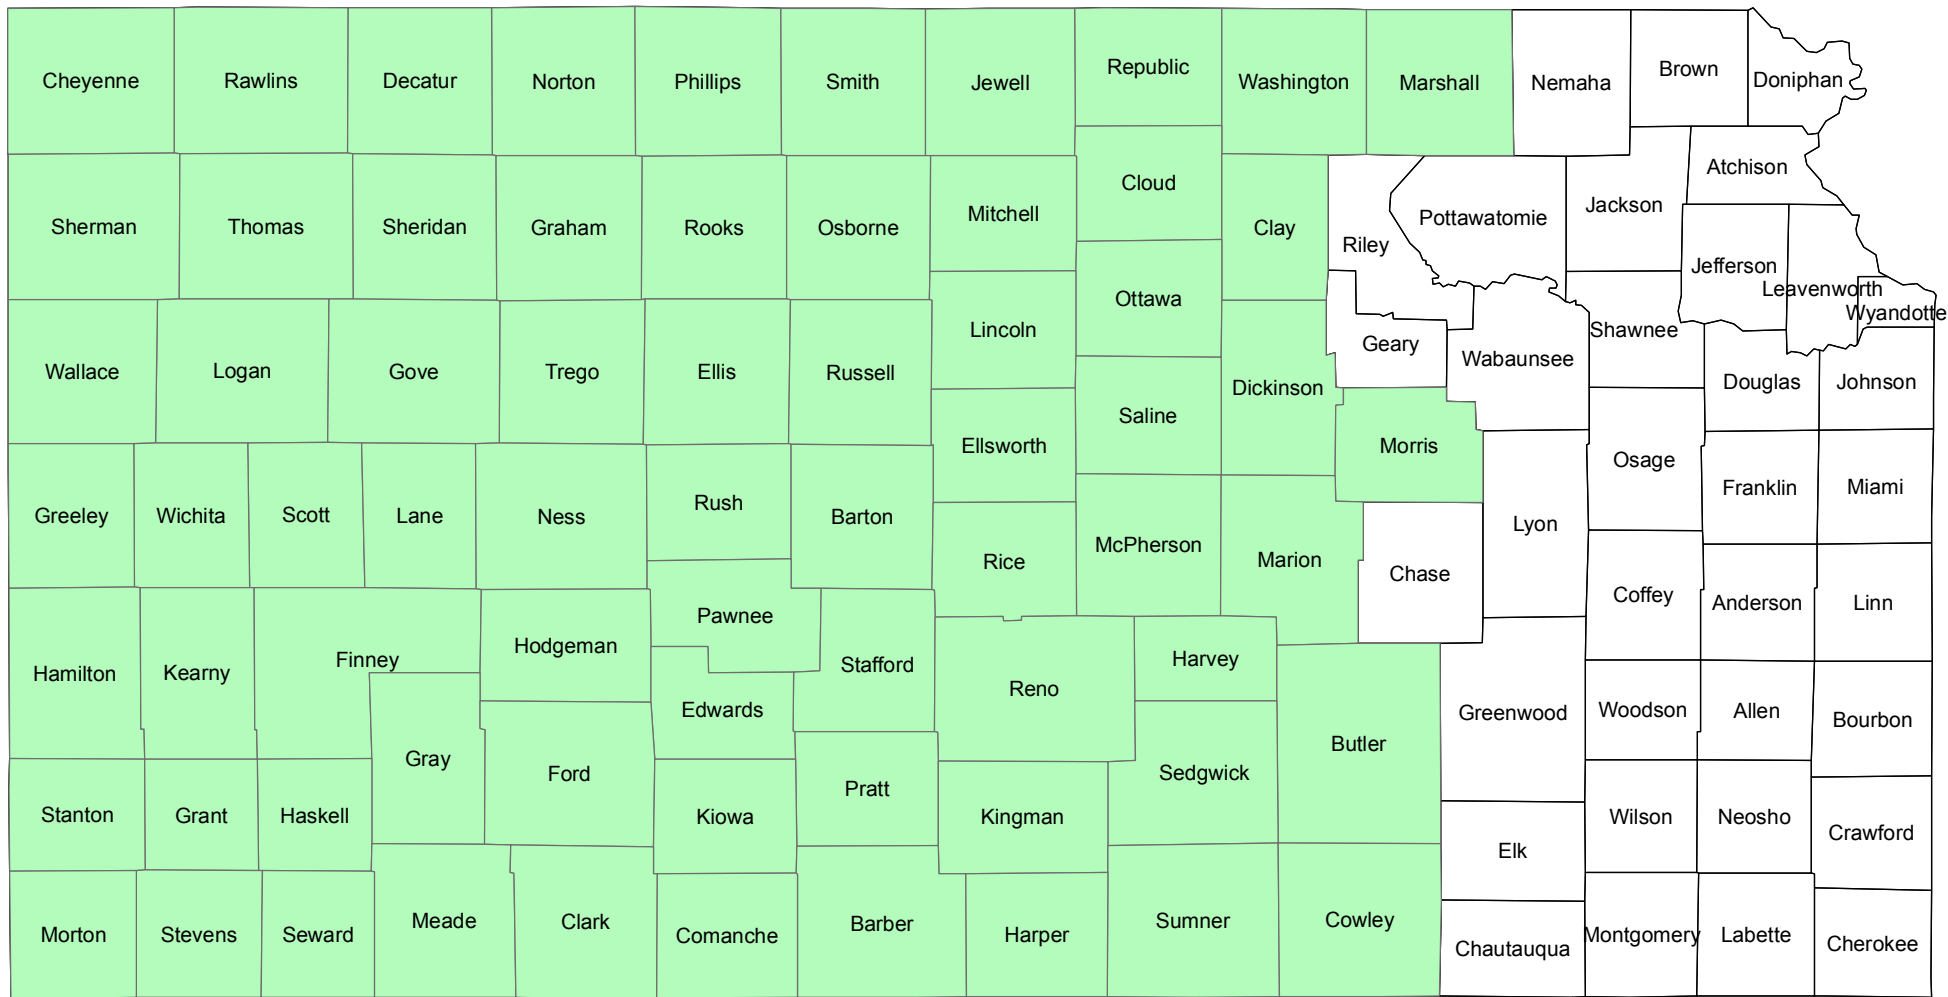 Cheyenne
Rawlins
Decatur
Norton
Phillips
Smith
Jewell
Republic
Washington
Marshall
Nemaha
Brown
Doniphan
Sherman
Thomas
Sheridan
Graham
Rooks
Osborne
Mitchell
Cloud
Clay
Riley
Pottawatomie
Jackson
Atchison
Jefferson
Leavenworth
Wyandotte
Wallace
Logan
Gove
Trego
Ellis
Russell
Lincoln
Ottawa
Saline
Dickinson
Geary
Wabaunsee
Shawnee
Douglas
Johnson
Greeley
Wichita
Scott
Lane
Ness
Rush
Barton
Ellsworth
Rice
McPherson
Marion
Morris
Chase
Lyon
Osage
Franklin
Miami
Hamilton
Kearny
Finney
Hodgeman
Pawnee
Stafford
Edwards
Reno
Harvey
Coffey
Anderson
Linn
Gray
Ford
Sedgwick
Butler
Greenwood
Woodson
Allen
Bourbon
Stanton
Grant
Haskell
Kiowa
Pratt
Kingman
Elk
Wilson
Neosho
Crawford
Morton
Stevens
Seward
Meade
Clark
Comanche
Barber
Harper
Sumner
Cowley
Chautauqua
Montgomery
Labette
Cherokee